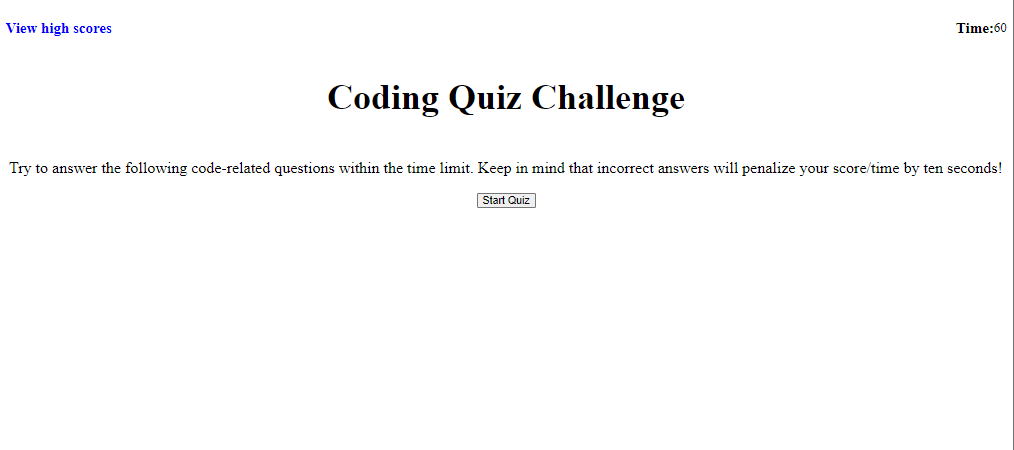 View high scores Time:60
Coding Quiz Challenge
Try to answer the following code-related questions within the time limit. Keep in mind that incorrect answers will penalize your score/time by ten seconds!
Start Quiz